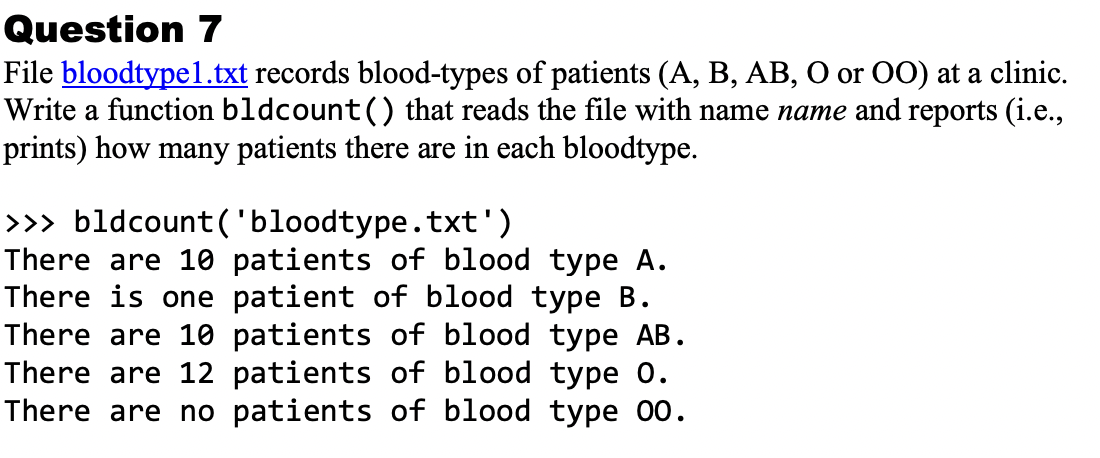 Question 7
File bloodtype1.txt records blood-types of patients (A, B, AB, O or OO) at a clinic.
Write a function bldcount() that reads the file with name name and reports (i.e.,
prints) how many patients there are in each bloodtype.
>>> bldcount('bloodtype.txt')
There are 10 patients of blood type A.
There is one patient of blood type B.
There are 10 patients of blood type AB.
There are 12 patients of blood type O.
There are no patients of blood type OO.